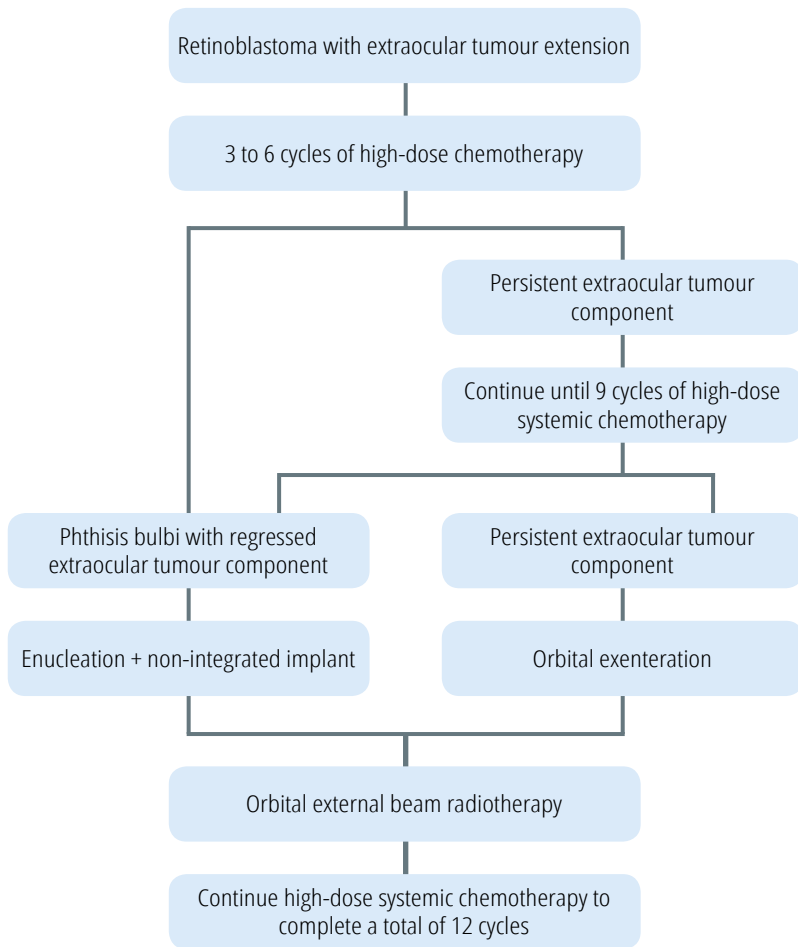 Retinoblastoma with extraocular tumour extension
3 to 6 cycles of high-dose chemotherapy
Persistent extraocular tumour
component
Continue until 9 cycles of high-dose
systemic chemotherapy
Phthisis bulbi with regressed
extraocular tumour component
Persistent extraocular tumour
component
Enucleation + non-integrated implant
Orbital exenteration
Orbital external beam radiotherapy
Continue high-dose systemic chemotherapy to
complete a total of 12 cycles